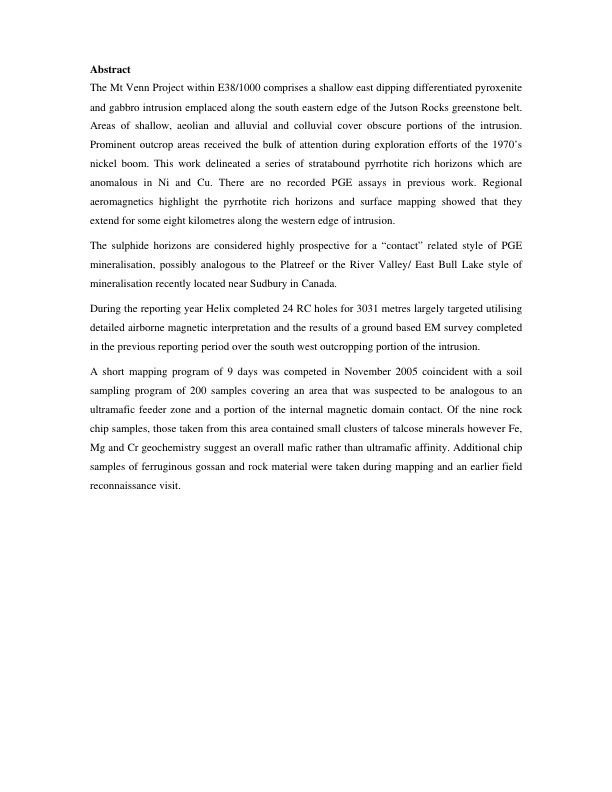 Abstract
The Mt Venn Project within E38/1000 comprises a shallow east dipping differentiated pyroxenite
and gabbro intrusion emplaced along the south eastern edge of the Jutson Rocks greenstone belt.
Areas of shallow, aeolian and alluvial and colluvial cover obscure portions of the intrusion.
Prominent outcrop areas received the bulk of attention during exploration efforts of the 1970’s
nickel boom. This work delineated a series of stratabound pyrrhotite rich horizons which are
anomalous in Ni and Cu. There are no recorded PGE assays in previous work. Regional
aeromagnetics highlight the pyrrhotite rich horizons and surface mapping showed that they
extend for some eight kilometres along the western edge of intrusion.
The sulphide horizons are considered highly prospective for a “contact” related style of PGE
mineralisation, possibly analogous to the Platreef or the River Valley/ East Bull Lake style of
mineralisation recently located near Sudbury in Canada.
During the reporting year Helix completed 24 RC holes for 3031 metres largely targeted utilising
detailed airborne magnetic interpretation and the results of a ground based EM survey completed
in the previous reporting period over the south west outcropping portion of the intrusion.
A short mapping program of 9 days was competed in November 2005 coincident with a soil
sampling program of 200 samples covering an area that was suspected to be analogous to an
ultramafic feeder zone and a portion of the internal magnetic domain contact. Of the nine rock
chip samples, those taken from this area contained small clusters of talcose minerals however Fe,
Mg and Cr geochemistry suggest an overall mafic rather than ultramafic affinity. Additional chip
samples of ferruginous gossan and rock material were taken during mapping and an earlier field
reconnaissance visit.